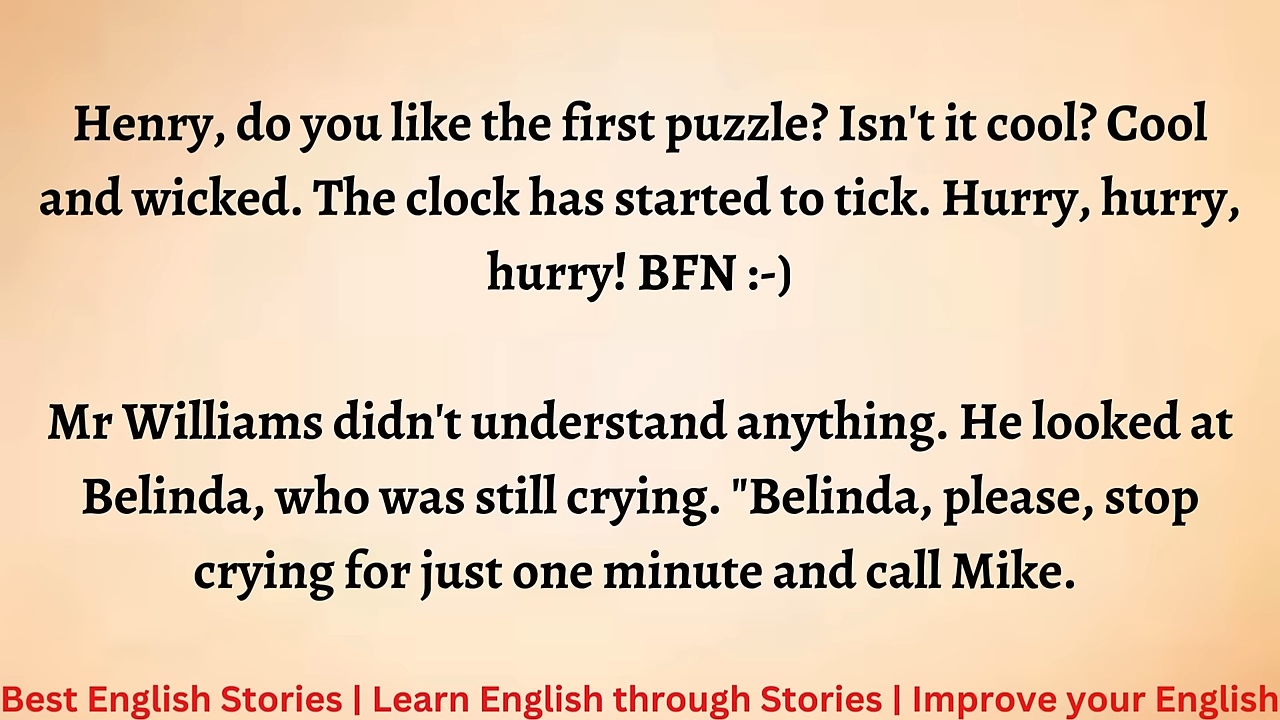 Henry, do you like the first puzzle? Isn't it cool? Cool
and wicked. The clock has started to tick. Hurry, hurry,
hurry! BFN :-)
Mr Williams didn't understand anything. He looked at
Belinda, who was still crying. "Belinda, please, stop
crying for just one minute and call Mike.
Best English Stories | Learn English through Stories | Improve your English